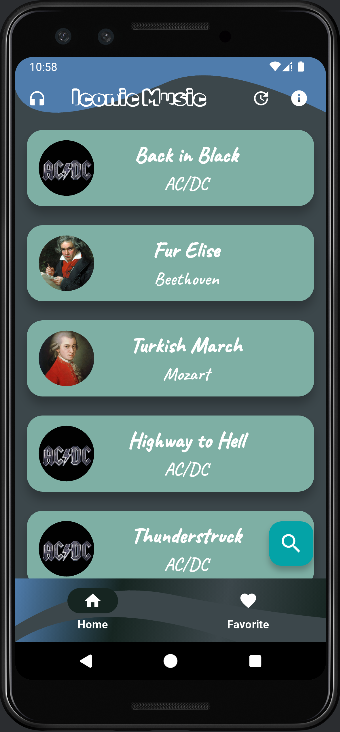 10:58
Iconic Music
Back in Black
AC/DC
AC/DC
Fur Elise
Beethoven
Turkish March
Mozart
Highway to Hell
AC/DC
AC/DC
Thunderstruck
AC/DC
AC/DC
Home
Favorite